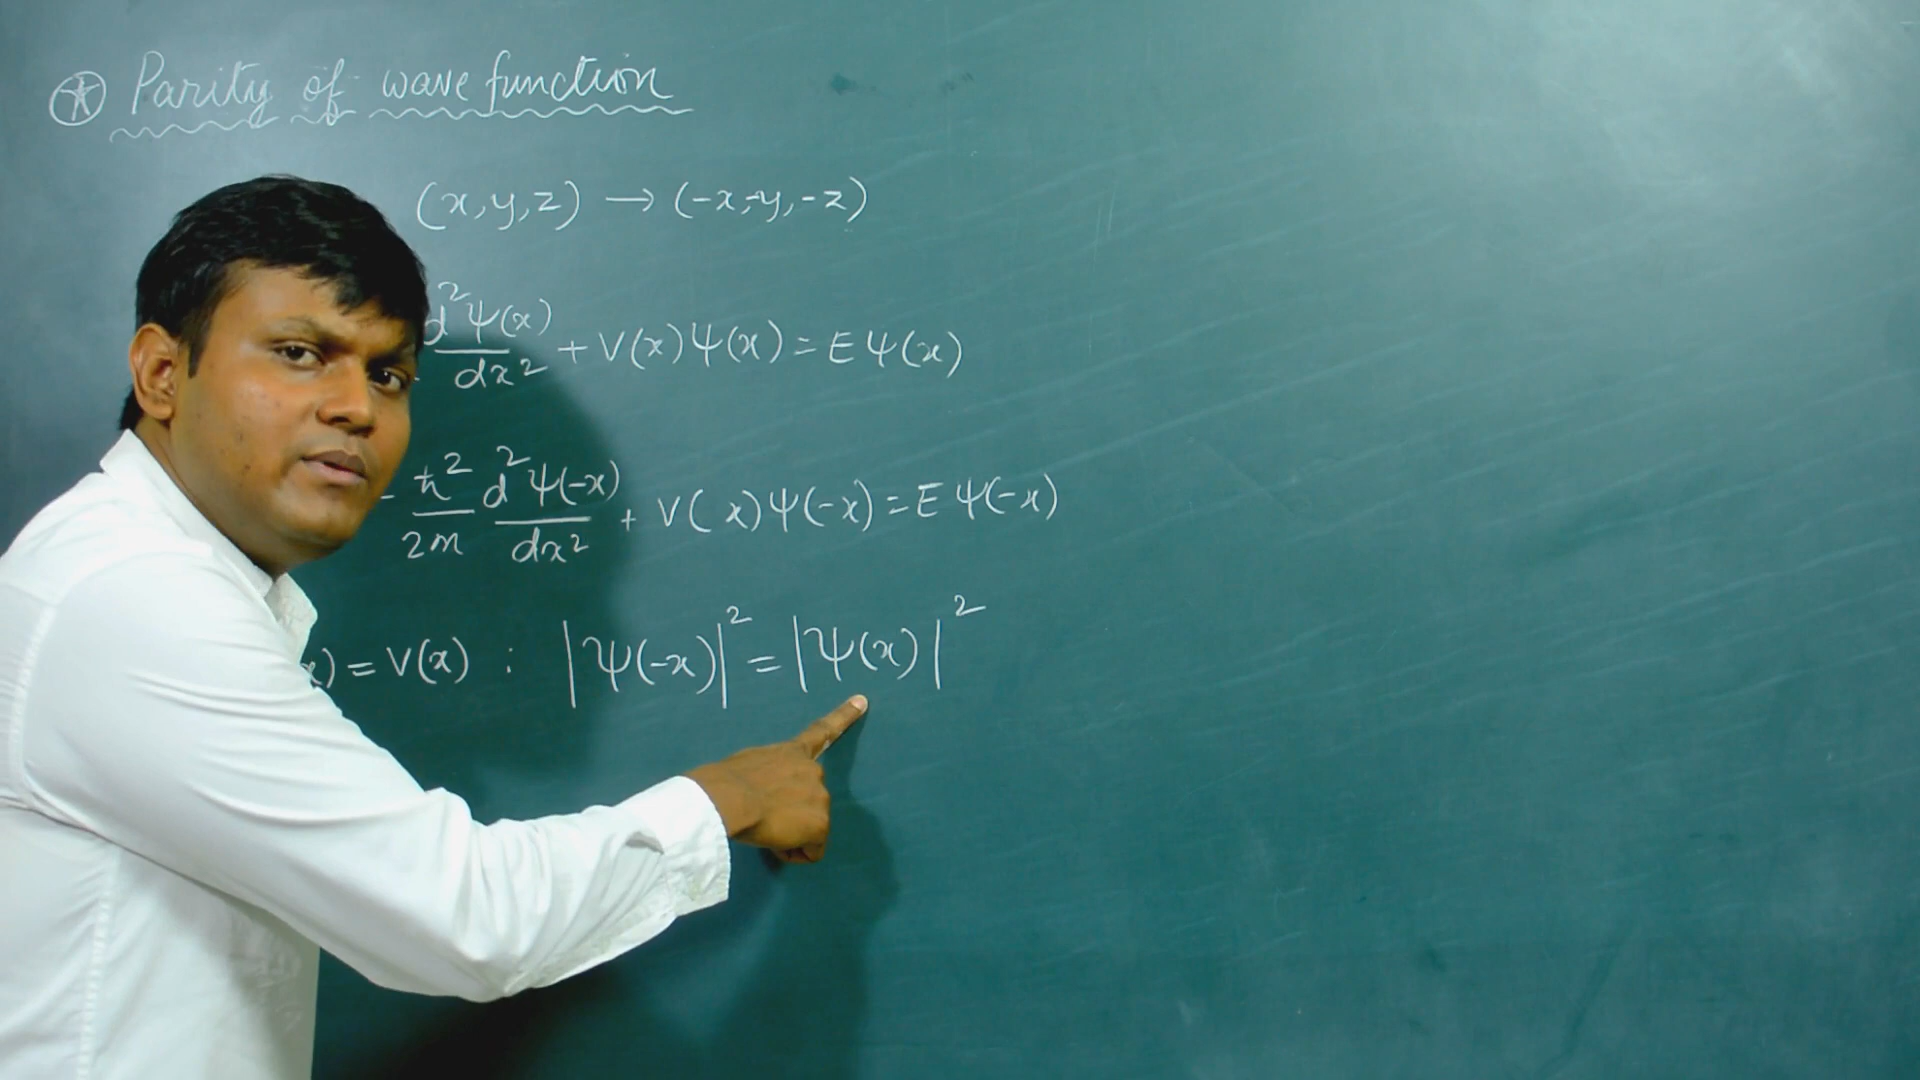 Parity of wave function
(x,y,z) → (-x,-y,-z)
d²ψ(x)/dx² + V(x)ψ(x) = Eψ(x)
- ħ²/2m d²ψ(-x)/dx² + V( x)ψ(-x) = Eψ(-x)
x) = V(x) : |ψ(-x)|² = |ψ(x)|²